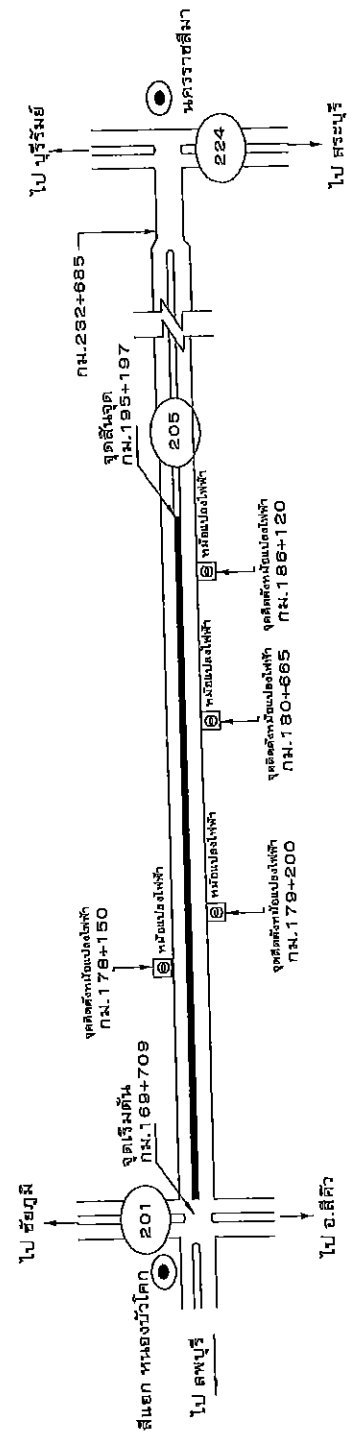 ไป ชัยภูมิ
201
สี่แยก หนองบัวโคก
ไป ลพบุรี
ไป อ.สีคิ้ว
จุดเริ่มต้น
กม.169+709
จุดติดตั้งหม้อแปลงไฟฟ้า
กม.178+150
หม้อแปลงไฟฟ้า
หม้อแปลงไฟฟ้า
จุดติดตั้งหม้อแปลงไฟฟ้า
กม.179+200
หม้อแปลงไฟฟ้า
จุดติดตั้งหม้อแปลงไฟฟ้า
กม.180+665
หม้อแปลงไฟฟ้า
จุดติดตั้งหม้อแปลงไฟฟ้า
กม.186+120
จุดสิ้นสุด
กม.195+197
205
กม.232+685
ไป บุรีรัมย์
นครราชสีมา
224
ไป สระบุรี